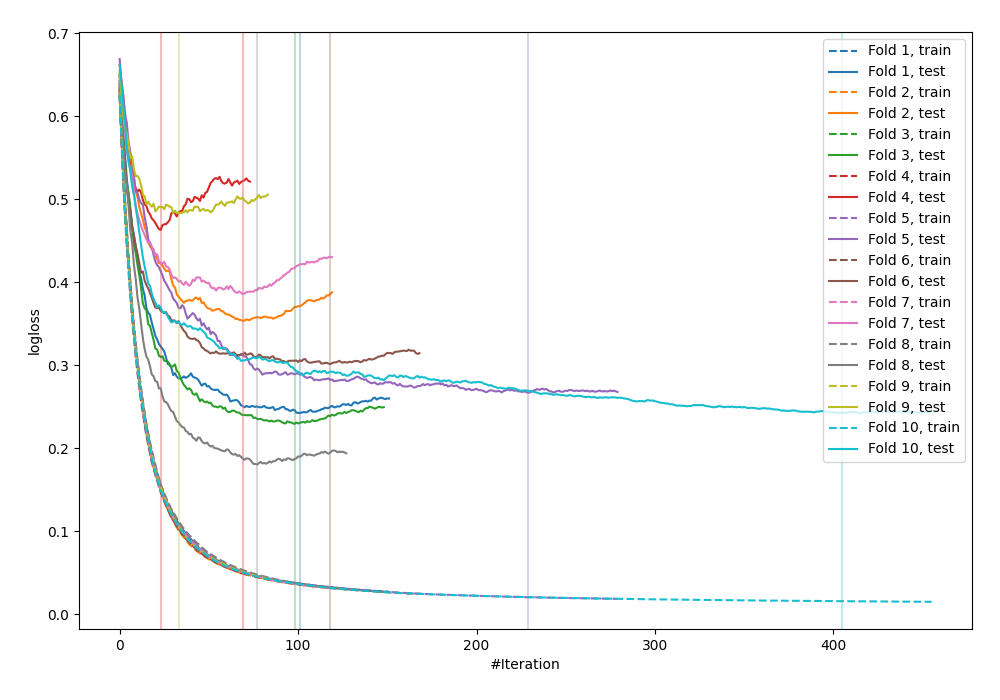 0.7
0.6
0.5
0.4
0.3
0.2
0.1
0.0
logloss
0
100
200
300
400
#Iteration
Fold 1, train
Fold 1, test
Fold 2, train
Fold 2, test
Fold 3, train
Fold 3, test
Fold 4, train
Fold 4, test
Fold 5, train
Fold 5, test
Fold 6, train
Fold 6, test
Fold 7, train
Fold 7, test
Fold 8, train
Fold 8, test
Fold 9, train
Fold 9, test
Fold 10, train
Fold 10, test